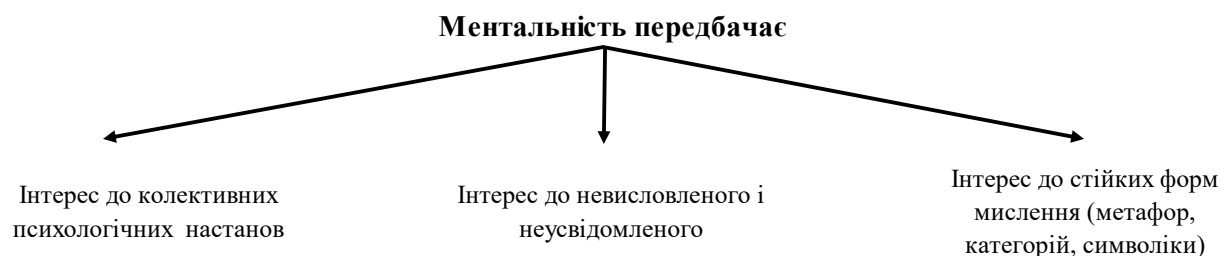 Ментальність передбачає
Інтерес до колективних
психологічних настанов
Інтерес до невисловленого і
неусвідомленого
Інтерес до стійких форм
мислення (метафор,
категорій, символіки)